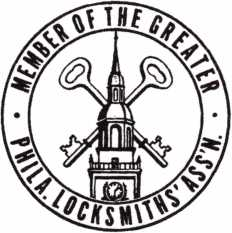 MEMBER OF THE GREATER
PHILA. LOCKSMITHS' ASS'N.